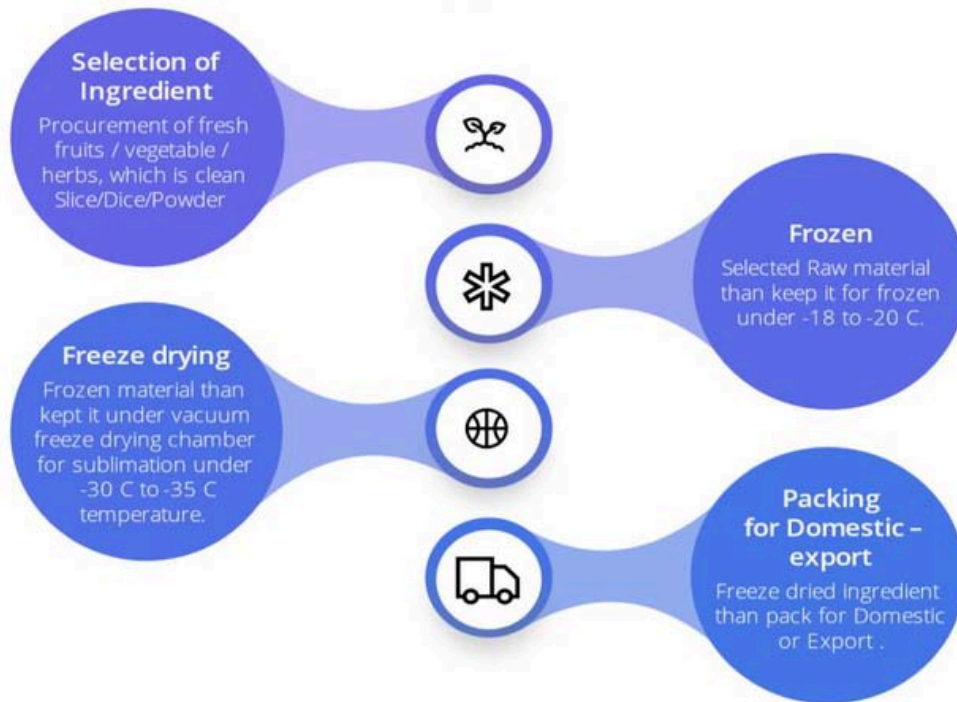 Selection of
Ingredient
Procurement of fresh
fruits / vegetable /
herbs, which is clean
Slice/Dice/Powder
Frozen
Selected Raw material
than keep it for frozen
under -18 to -20 C.
Freeze drying
Frozen material than
kept it under vacuum
freeze drying chamber
for sublimation under
-30 C to -35 C
temperature.
Packing
for Domestic –
export
Freeze dried ingredient
than pack for Domestic
or Export .